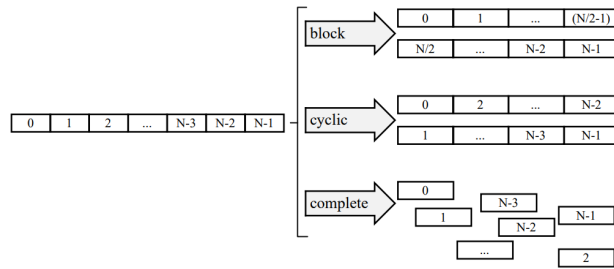 0 1 2 ... N-3 N-2 N-1
block
0 1 ... (N/2-1)
N/2 ... N-2 N-1
cyclic
0 2 ... N-2
1 ... N-3 N-1
complete
0
N-3
1
N-1
N-2
...
2